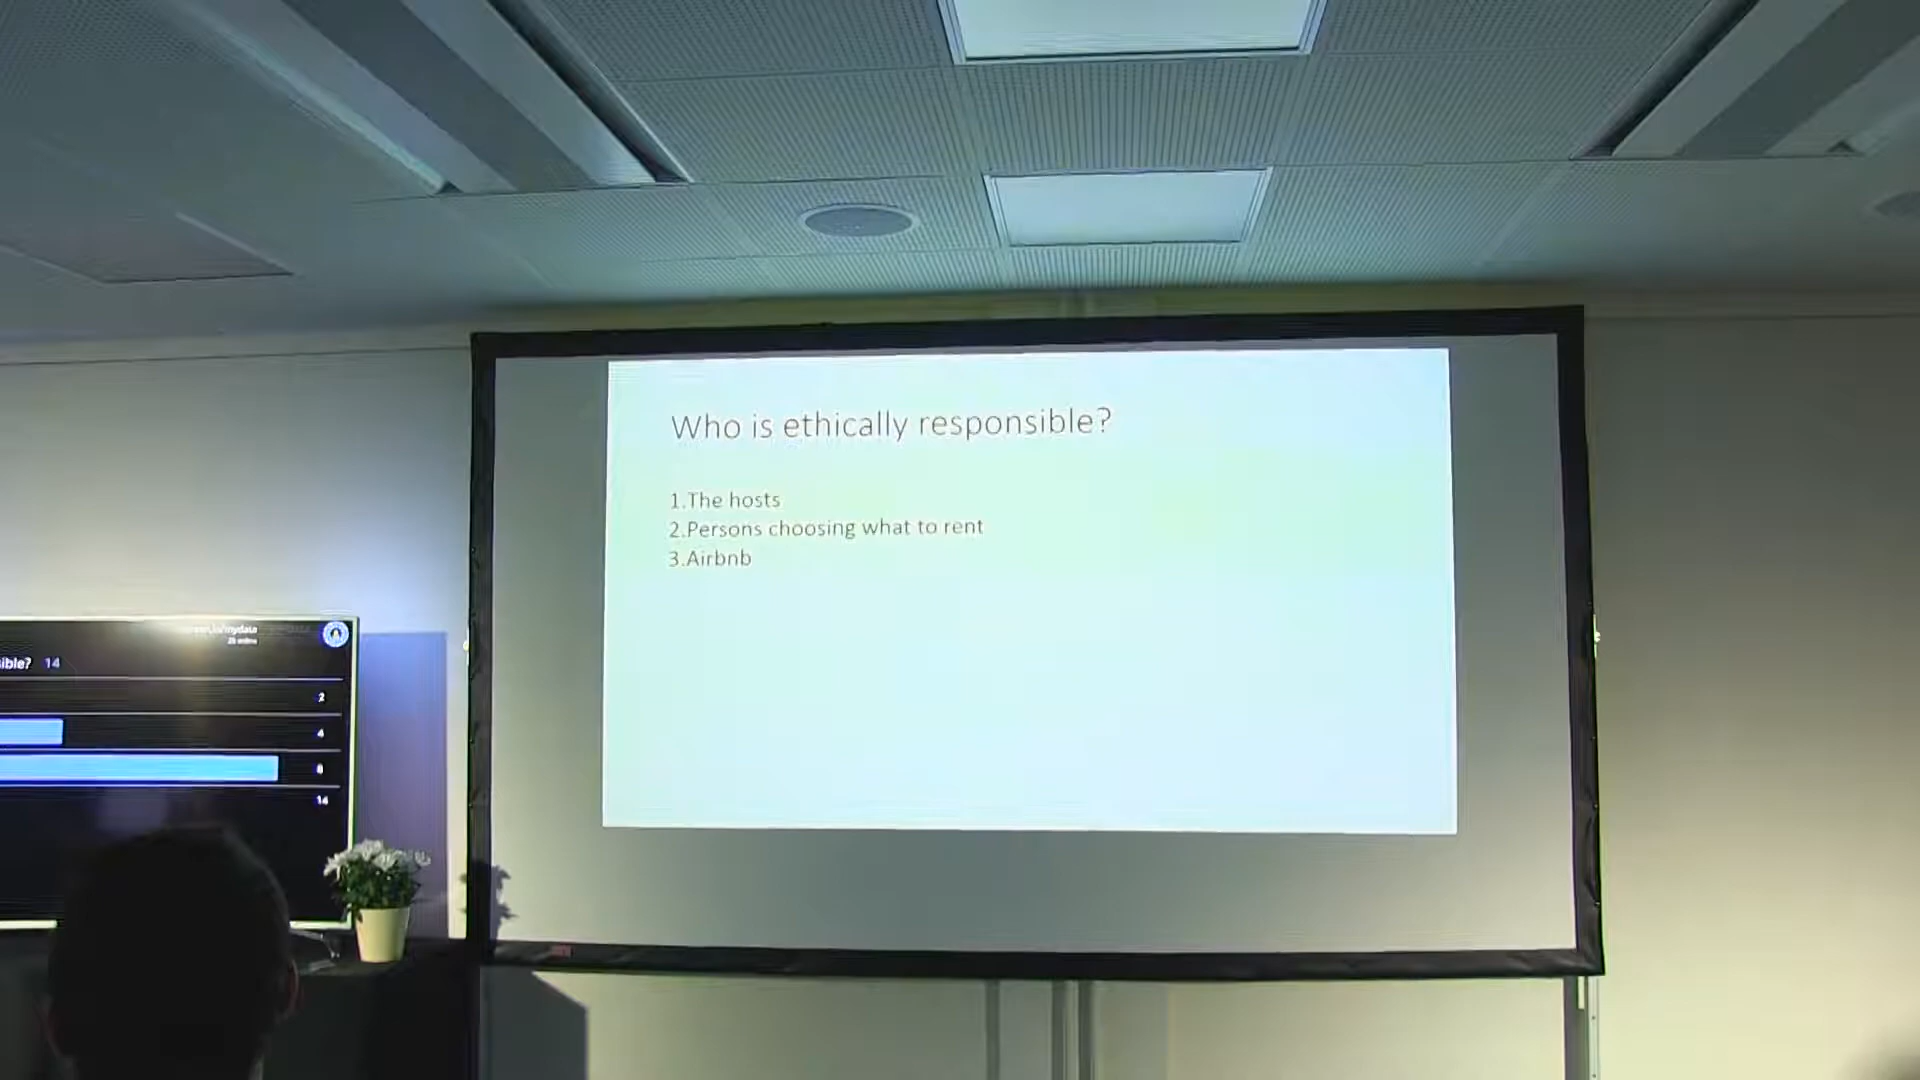 Who is ethically responsible?
1.The hosts
2.Persons choosing what to rent
3.Airbnb
ible? 14
2
4
8
14